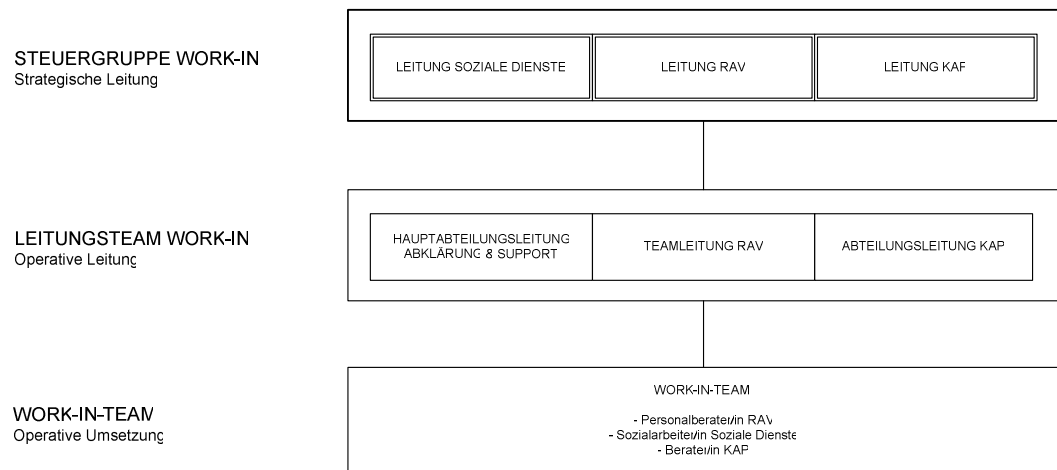 STEUERGRUPPE WORK-IN
Strategische Leitung
LEITUNG SOZIALE DIENSTE
LEITUNG RAV
LEITUNG KAP
LEITUNGSTEAM WORK-IN
Operative Leitung
HAUPTABTEILUNGSLEITUNG
ABKLÄRUNG & SUPPORT
TEAMLEITUNG RAV
ABTEILUNGSLEITUNG KAP
WORK-IN-TEAM
Operative Umsetzung
WORK-IN-TEAM
- Personalberater/in RAV
- Sozialarbeiter/in Soziale Dienste
- Berater/in KAP